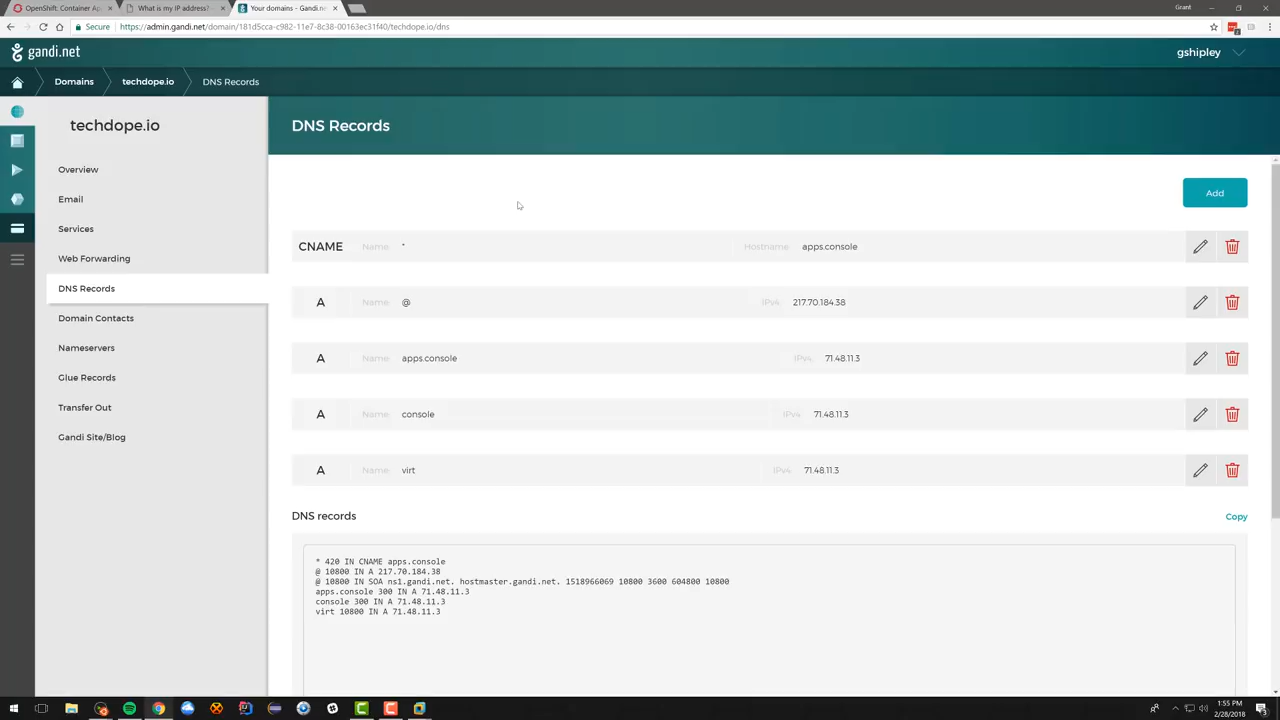 OpenShift: Container Ap
What is my IP address? -
Your domains - Gandi.ne
Grant
Secure
https://admin.gandi.net/domain/181d5cca-c982-11e7-8c38-00163ec31f40/techdope.io/dns
gandi.net
gshipley
Domains
techdope.io
DNS Records
techdope.io
DNS Records
Overview
Email
Services
Web Forwarding
DNS Records
Domain Contacts
Nameservers
Glue Records
Transfer Out
Gandi Site/Blog
Add
CNAME Name * Hostname apps.console
A Name @ IPv4 217.70.184.38
A Name apps.console IPv4 71.48.11.3
A Name console IPv4 71.48.11.3
A Name virt IPv4 71.48.11.3
DNS records
Copy
* 420 IN CNAME apps.console
@ 10800 IN A 217.70.184.38
@ 10800 IN SOA ns1.gandi.net. hostmaster.gandi.net. 1518966069 10800 3600 604800 10800
apps.console 300 IN A 71.48.11.3
console 300 IN A 71.48.11.3
virt 10800 IN A 71.48.11.3
1:55 PM
2/28/2018